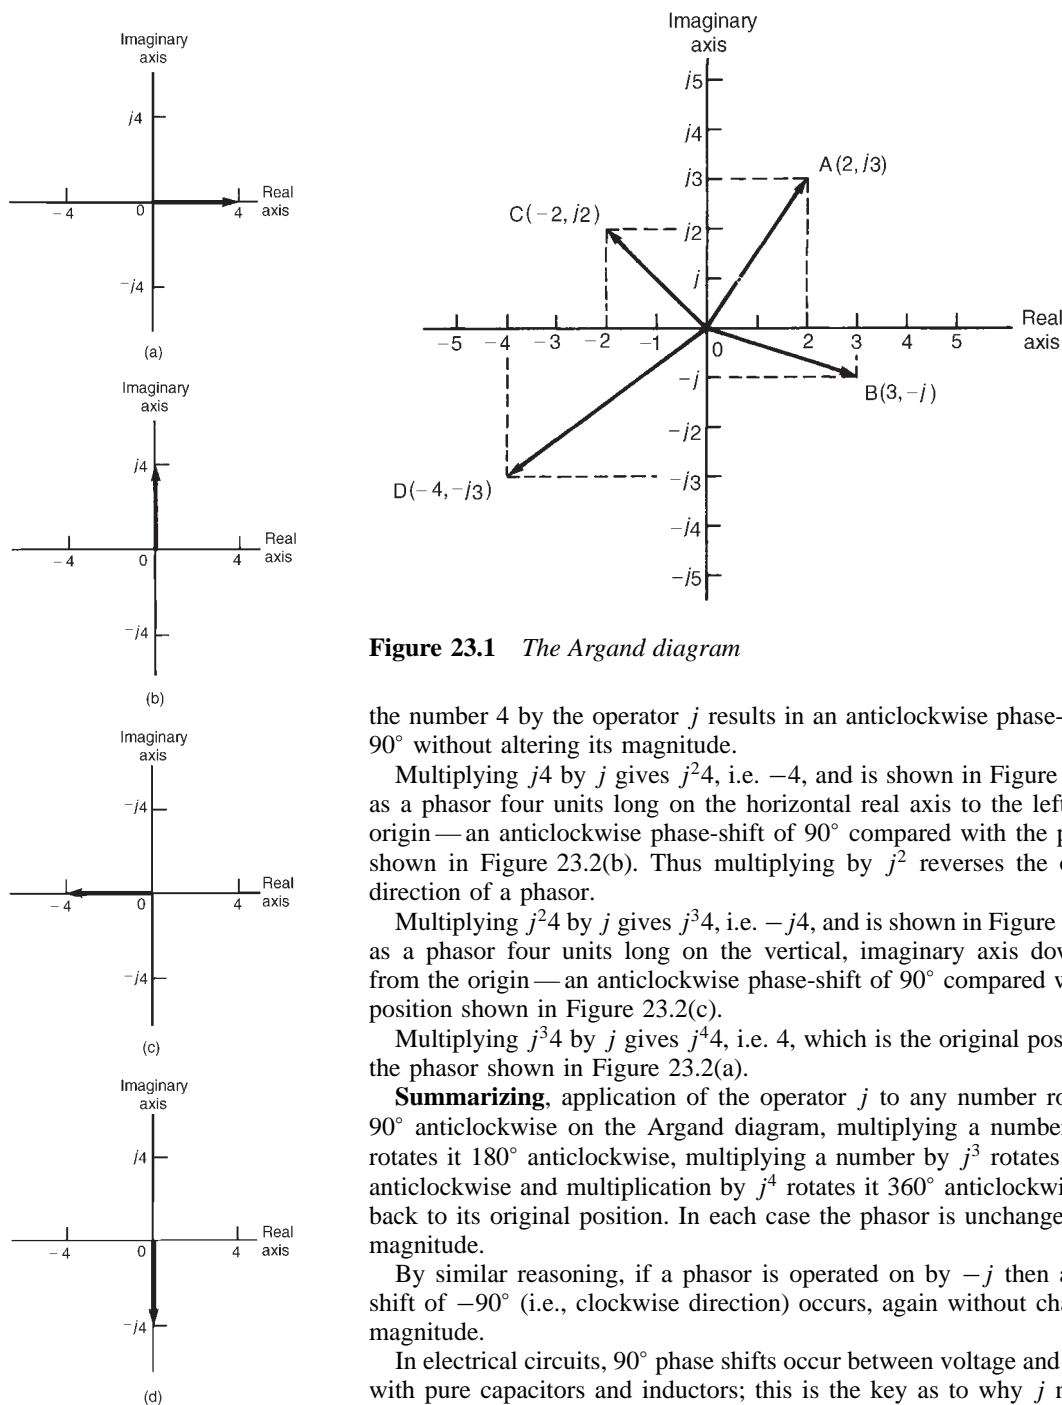 Imaginary
axis
j4
-4
0
4
Real
axis
-j4
(a)
Imaginary
axis
j4
-4
0
4
Real
axis
-j4
(b)
Imaginary
axis
-j4
-4
0
4
Real
axis
-j4
(c)
Imaginary
axis
j4
-4
0
4
Real
axis
-j4
(d)
Imaginary
axis
j5
j4
j3
j2
j
A(2, j3)
C(-2, j2)
-5 -4 -3 -2 -1 0 2 3 4 5
Real
axis
-j
B(3, -j)
-j2
-j3
D(-4, -j3)
-j4
-j5
Figure 23.1 The Argand diagram
the number 4 by the operator j results in an anticlockwise phase-
90° without altering its magnitude.
Multiplying j4 by j gives j²4, i.e. −4, and is shown in Figure
as a phasor four units long on the horizontal real axis to the left
origin — an anticlockwise phase-shift of 90° compared with the p
shown in Figure 23.2(b). Thus multiplying by j² reverses the
direction of a phasor.
Multiplying j²4 by j gives j³4, i.e. −j4, and is shown in Figure
as a phasor four units long on the vertical, imaginary axis dow
from the origin — an anticlockwise phase-shift of 90° compared w
position shown in Figure 23.2(c).
Multiplying j³4 by j gives j⁴4, i.e. 4, which is the original pos
the phasor shown in Figure 23.2(a).
Summarizing, application of the operator j to any number ro
90° anticlockwise on the Argand diagram, multiplying a number
rotates it 180° anticlockwise, multiplying a number by j³ rotates
anticlockwise and multiplication by j⁴ rotates it 360° anticlockwi
back to its original position. In each case the phasor is unchange
magnitude.
By similar reasoning, if a phasor is operated on by −j then a
shift of −90° (i.e., clockwise direction) occurs, again without cha
magnitude.
In electrical circuits, 90° phase shifts occur between voltage and
with pure capacitors and inductors; this is the key as to why j